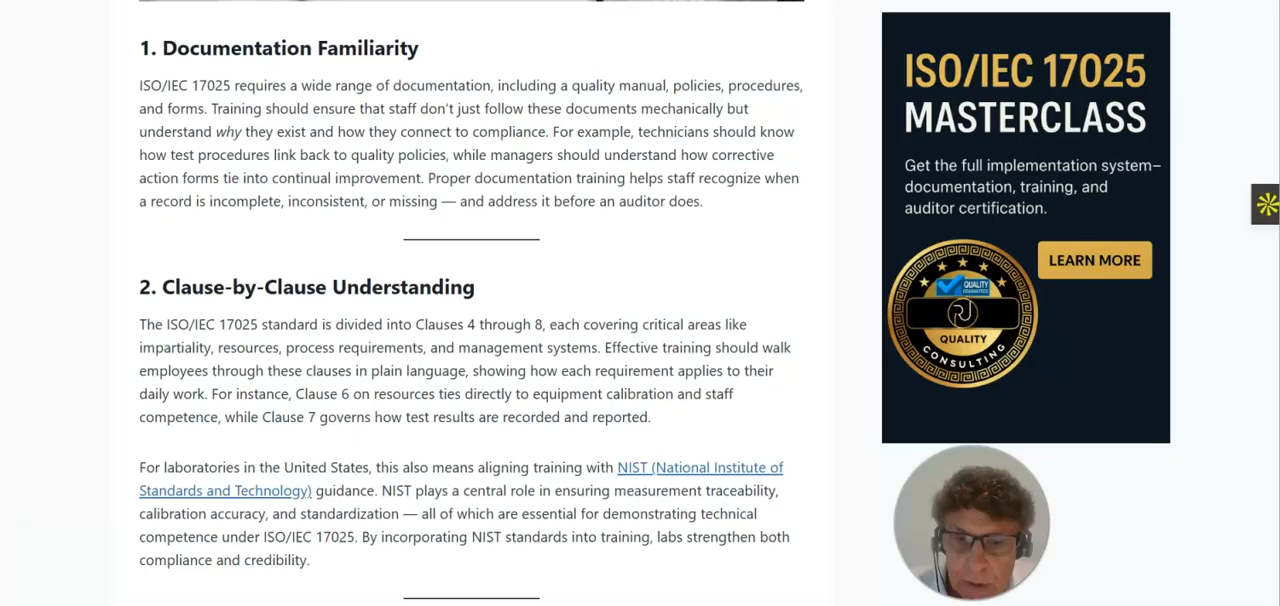 1. Documentation Familiarity
ISO/IEC 17025 requires a wide range of documentation, including a quality manual, policies, procedures,
and forms. Training should ensure that staff don't just follow these documents mechanically but
understand why they exist and how they connect to compliance. For example, technicians should know
how test procedures link back to quality policies, while managers should understand how corrective
action forms tie into continual improvement. Proper documentation training helps staff recognize when
a record is incomplete, inconsistent, or missing — and address it before an auditor does.
2. Clause-by-Clause Understanding
The ISO/IEC 17025 standard is divided into Clauses 4 through 8, each covering critical areas like
impartiality, resources, process requirements, and management systems. Effective training should walk
employees through these clauses in plain language, showing how each requirement applies to their
daily work. For instance, Clause 6 on resources ties directly to equipment calibration and staff
competence, while Clause 7 governs how test results are recorded and reported.
For laboratories in the United States, this also means aligning training with NIST (National Institute of
Standards and Technology) guidance. NIST plays a central role in ensuring measurement traceability,
calibration accuracy, and standardization — all of which are essential for demonstrating technical
competence under ISO/IEC 17025. By incorporating NIST standards into training, labs strengthen both
compliance and credibility.
ISO/IEC 17025
MASTERCLASS
Get the full implementation system–
documentation, training, and
auditor certification.
LEARN MORE
QUALITY
RJ
QUALITY
CONSULTING